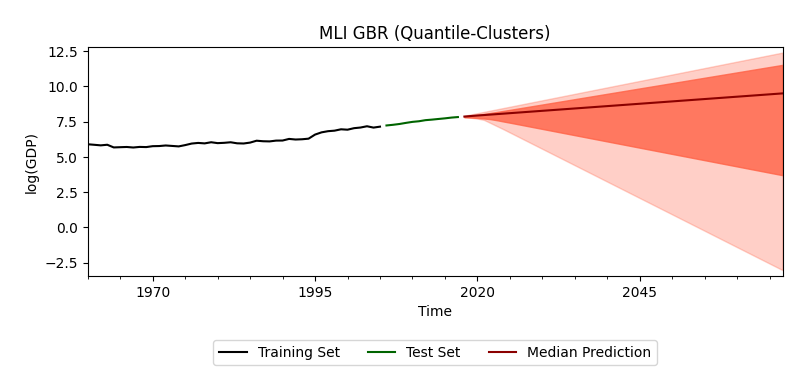 MLI GBR (Quantile-Clusters)
12.5
10.0
7.5
5.0
2.5
0.0
−2.5
log(GDP)
1970 1995 2020 2045
Time
Training Set Test Set Median Prediction